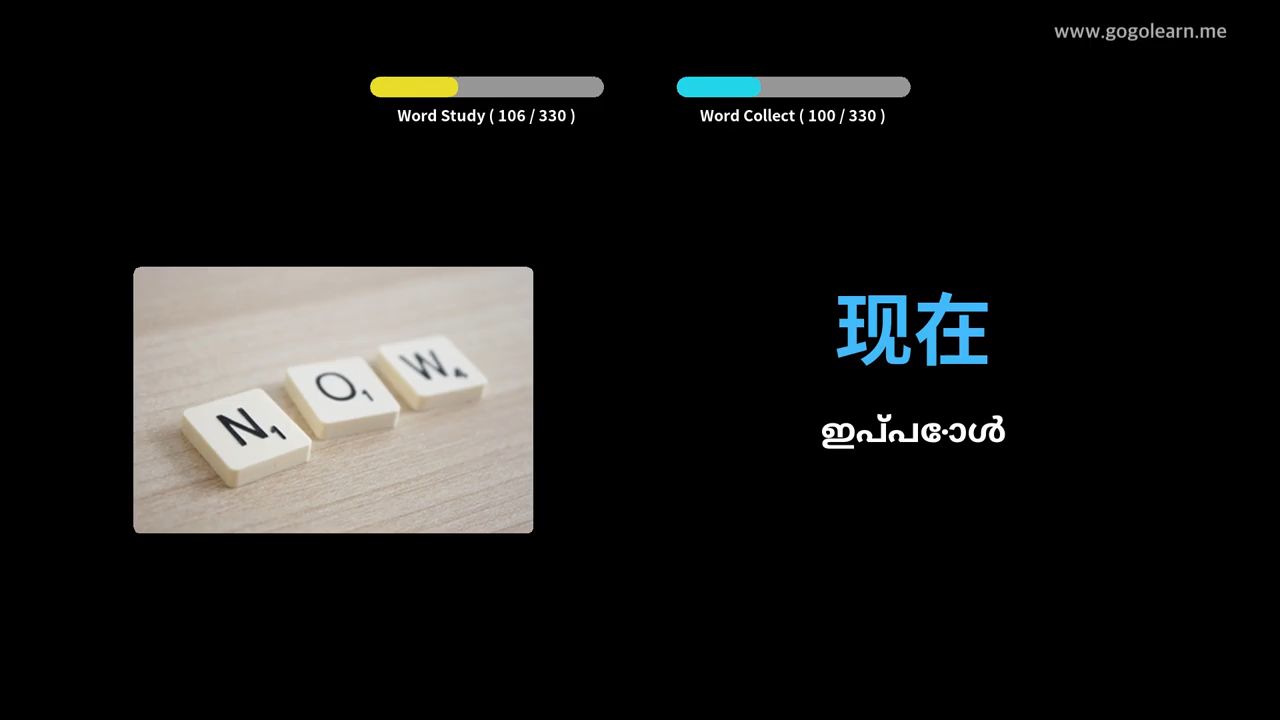 www.gogolearn.me
Word Study ( 106 / 330 )
Word Collect ( 100 / 330 )
N1 O1 W4
现在
ഇപ്പോൾ